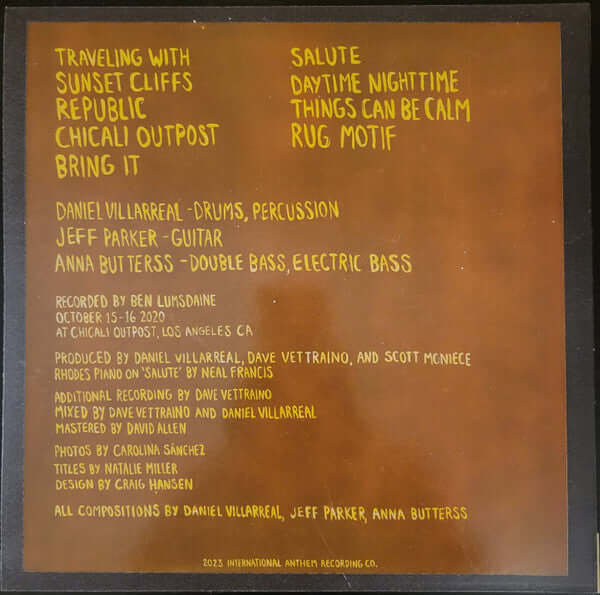 TRAVELING WITH
SUNSET CLIFFS
REPUBLIC
CHICALI OUTPOST
BRING IT
SALUTE
DAYTIME NIGHTTIME
THINGS CAN BE CALM
RUG MOTIF
DANIEL VILLARREAL - DRUMS, PERCUSSION
JEFF PARKER - GUITAR
ANNA BUTTERSS - DOUBLE BASS, ELECTRIC BASS
RECORDED BY BEN LUMSDAINE
OCTOBER 15-16 2020
AT CHICALI OUTPOST, LOS ANGELES CA
PRODUCED BY DANIEL VILLARREAL, DAVE VETTRAINO, AND SCOTT MCNIECE
RHODES PIANO ON 'SALUTE' BY NEAL FRANCIS
ADDITIONAL RECORDING BY DAVE VETTRAINO
MIXED BY DAVE VETTRAINO AND DANIEL VILLARREAL
MASTERED BY DAVID ALLEN
PHOTOS BY CAROLINA SÁNCHEZ
TITLES BY NATALIE MILLER
DESIGN BY CRAIG HANSEN
ALL COMPOSITIONS BY DANIEL VILLARREAL, JEFF PARKER, ANNA BUTTERSS
2023 INTERNATIONAL ANTHEM RECORDING CO.